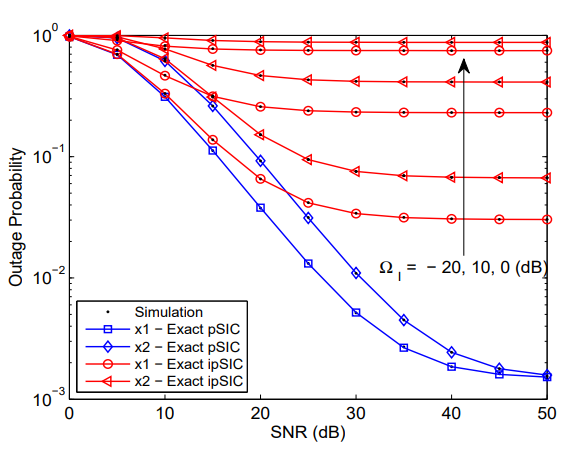 10^0
10^−1
10^−2
10^−3
Outage Probability
Ω_I = − 20, 10, 0 (dB)
Simulation
x1 − Exact pSIC
x2 − Exact pSIC
x1 − Exact ipSIC
x2 − Exact ipSIC
0 10 20 30 40 50
SNR (dB)